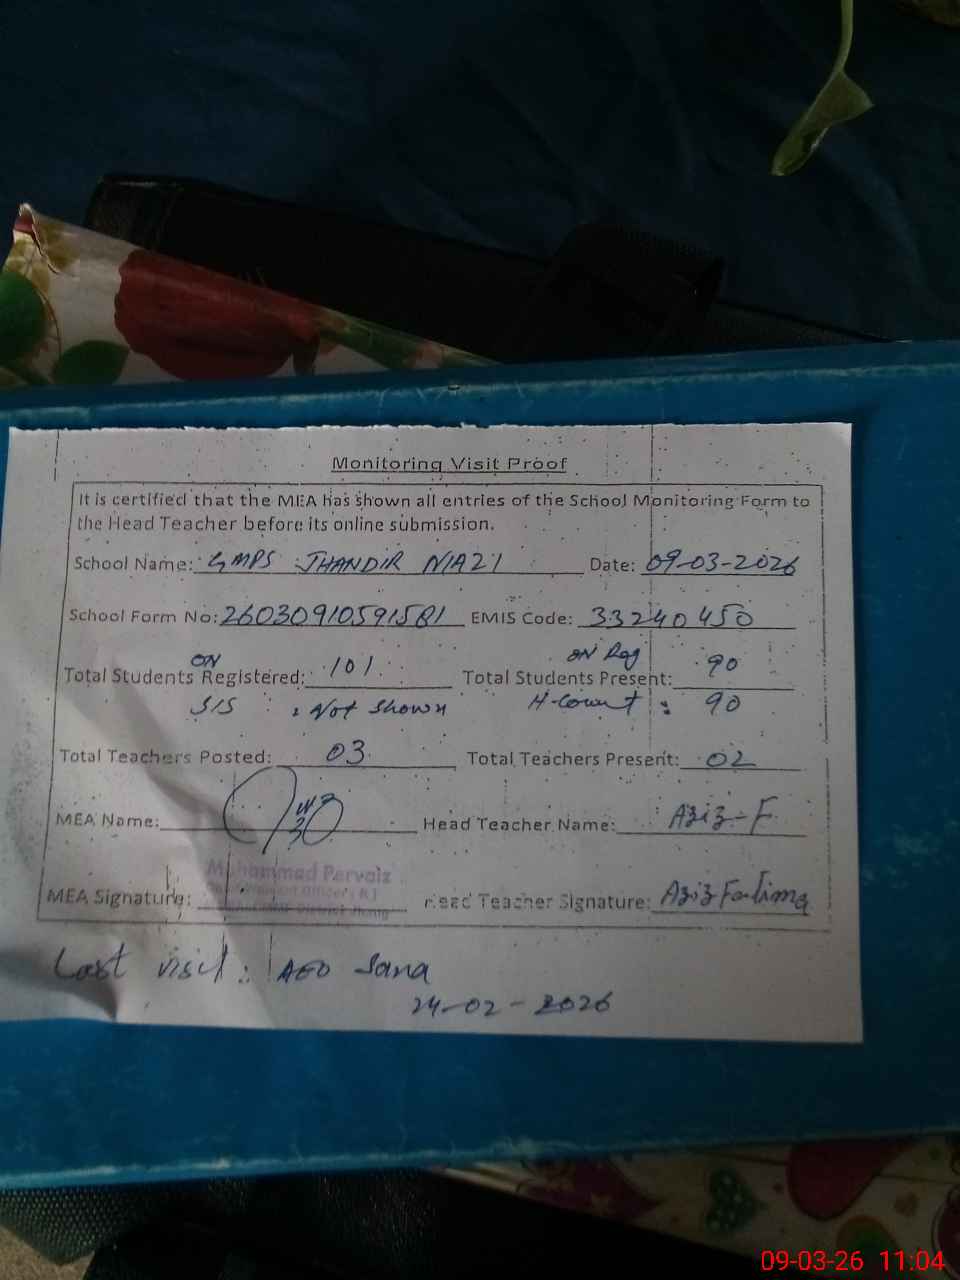 Monitoring Visit Proof
It is certified that the MEA has shown all entries of the School Monitoring Form to
the Head Teacher before its online submission.
School Name: GMPS JHANDIR NIAZI Date: 09-03-2026
School Form No: 26030910591581 EMIS Code: 33240450
ON on Reg
Total Students Registered: 101 Total Students Present: 90
SIS : Not shown H-Count : 90
Total Teachers Posted: 03 Total Teachers Present: 02
MEA Name: Head Teacher Name: Aziz-F
Muhammad Pervaiz
MEA Signature: Head Teacher Signature: Aziz Fatima
District Jhang
Last visit: AEO Sana
24-02-2026
09-03-26 11:04